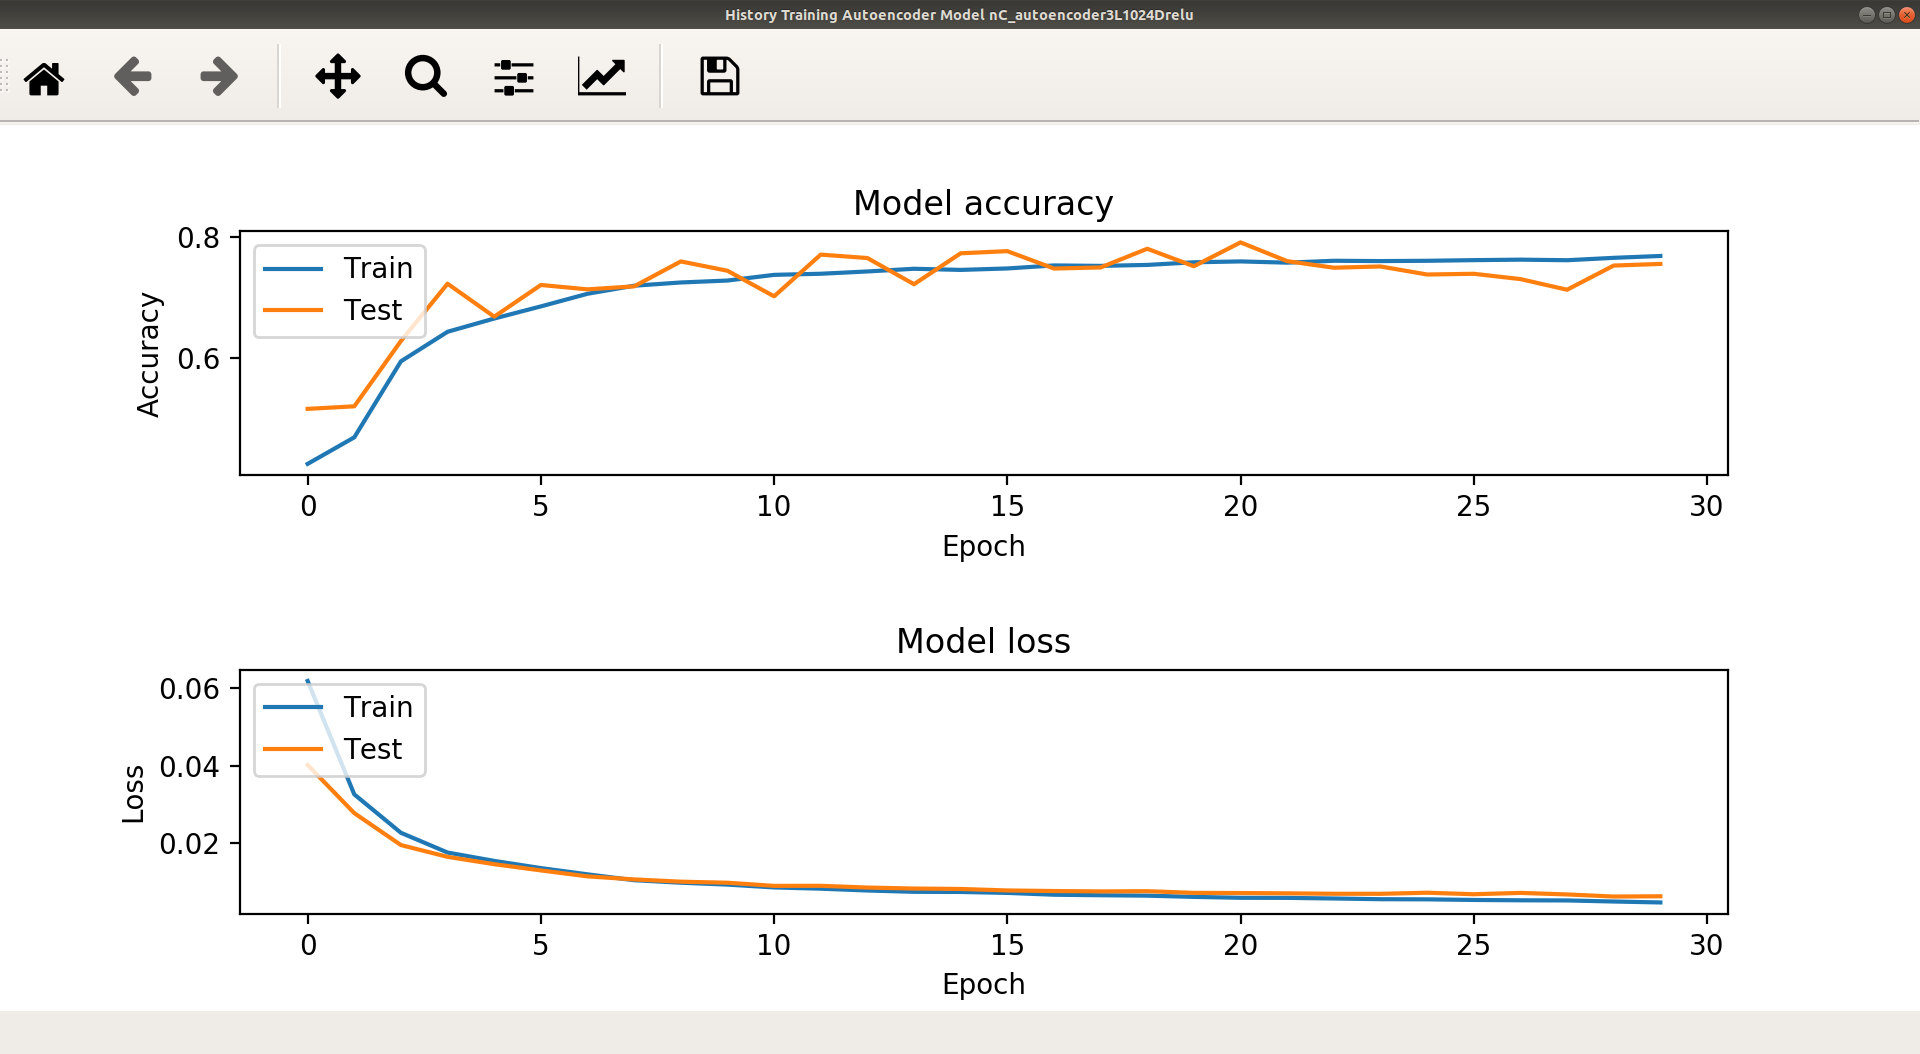 History Training Autoencoder Model nC_autoencoder3L1024Drelu
Model accuracy
0.8
0.6
Accuracy
Train
Test
0 5 10 15 20 25 30
Epoch
Model loss
0.06
0.04
0.02
Loss
Train
Test
0 5 10 15 20 25 30
Epoch